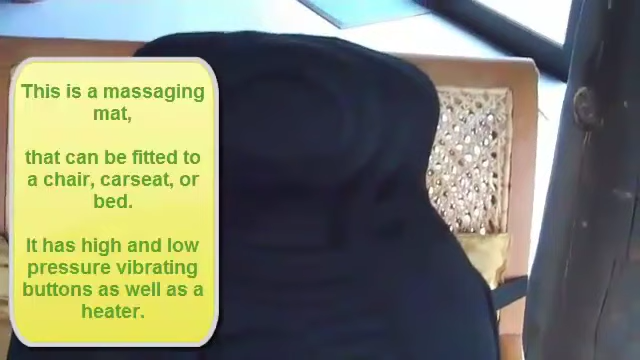 This is a massaging
mat,
that can be fitted to
a chair, carseat, or
bed.
It has high and low
pressure vibrating
buttons as well as a
heater.